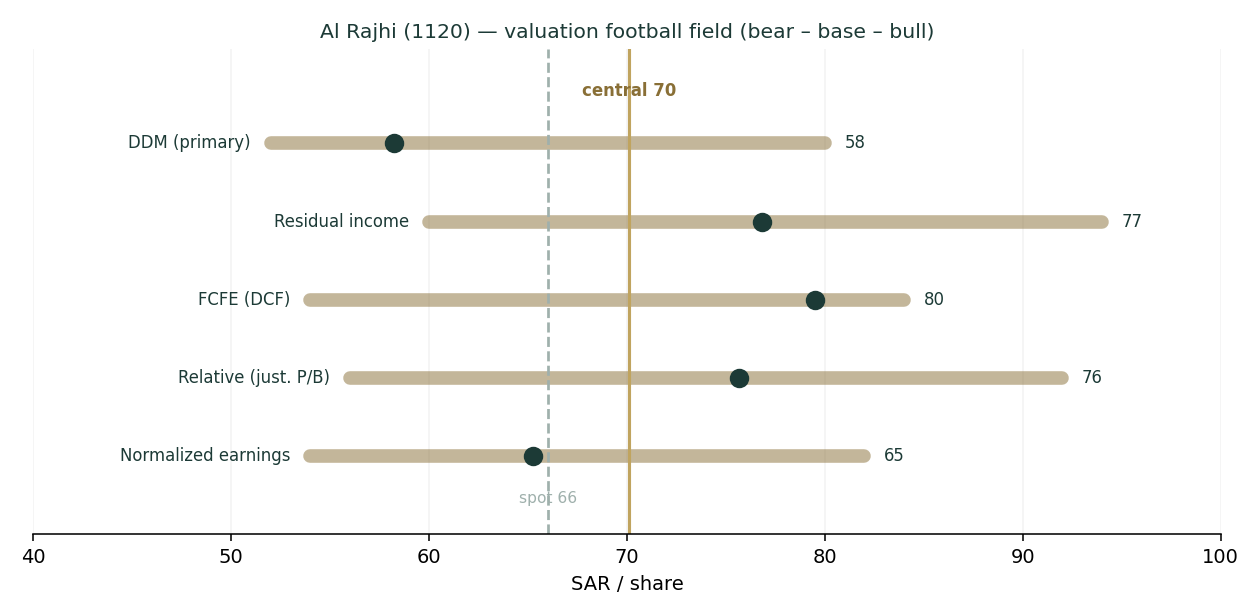 Al Rajhi (1120) — valuation football field (bear – base – bull)
central 70
DDM (primary) 58
Residual income 77
FCFE (DCF) 80
Relative (just. P/B) 76
Normalized earnings 65
spot 66
40 50 60 70 80 90 100
SAR / share